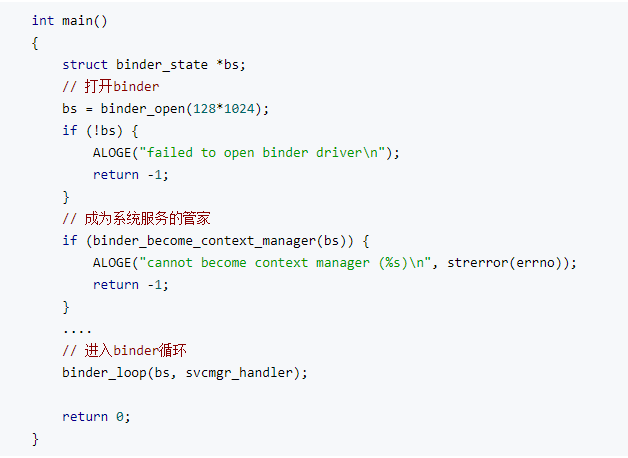 int main()
{
    struct binder_state *bs;
    // 打开binder
    bs = binder_open(128*1024);
    if (!bs) {
        ALOGE("failed to open binder driver\n");
        return -1;
    }
    // 成为系统服务的管家
    if (binder_become_context_manager(bs)) {
        ALOGE("cannot become context manager (%s)\n", strerror(errno));
        return -1;
    }
    ....
    // 进入binder循环
    binder_loop(bs, svcmgr_handler);

    return 0;
}